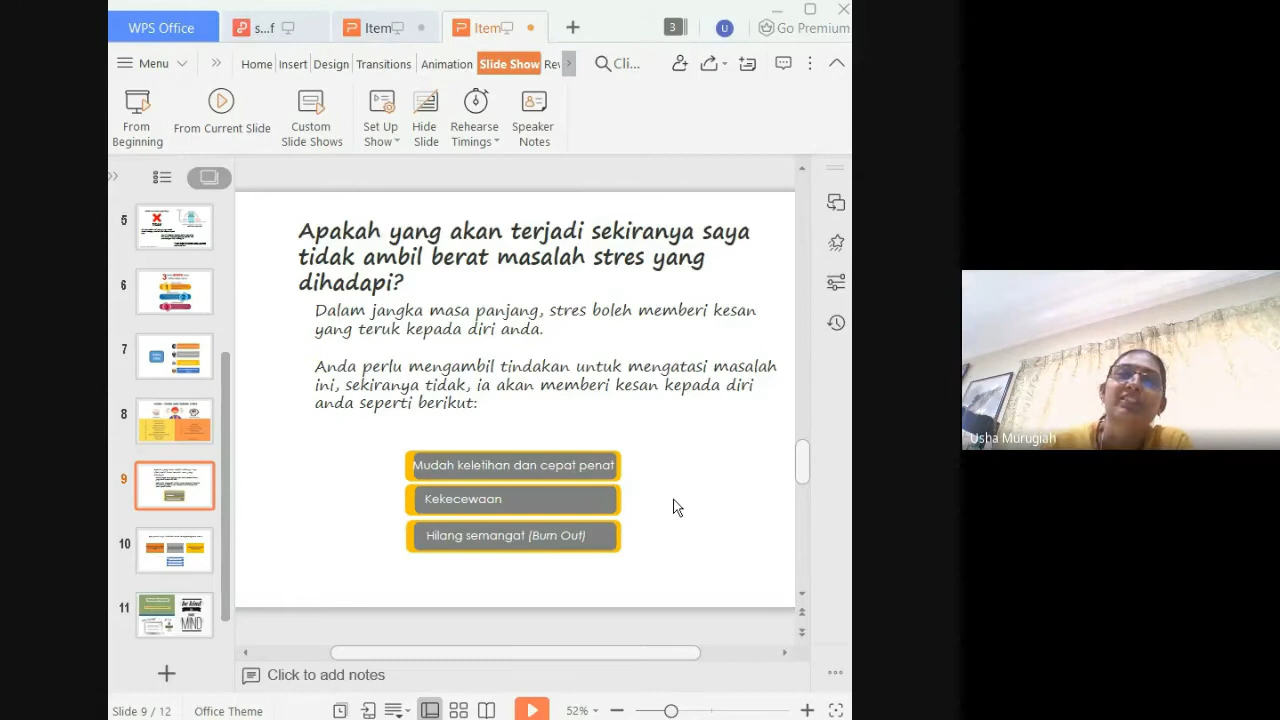 WPS Office
s...f
Item
Item
3
U
Go Premium
Menu
Home
Insert
Design
Transitions
Animation
Slide Show
Re
Cli...
From Beginning
From Current Slide
Custom Slide Shows
Set Up Show
Hide Slide
Rehearse Timings
Speaker Notes
5
6
7
8
9
10
11
Apakah yang akan terjadi sekiranya saya
tidak ambil berat masalah stres yang
dihadapi?
Dalam jangka masa panjang, stres boleh memberi kesan
yang teruk kepada diri anda.
Anda perlu mengambil tindakan untuk mengatasi masalah
ini, sekiranya tidak, ia akan memberi kesan kepada diri
anda seperti berikut:
Mudah keletihan dan cepat penat
Kekecewaan
Hilang semangat (Burn Out)
Click to add notes
Slide 9 / 12
Office Theme
52%
Usha Murugiah